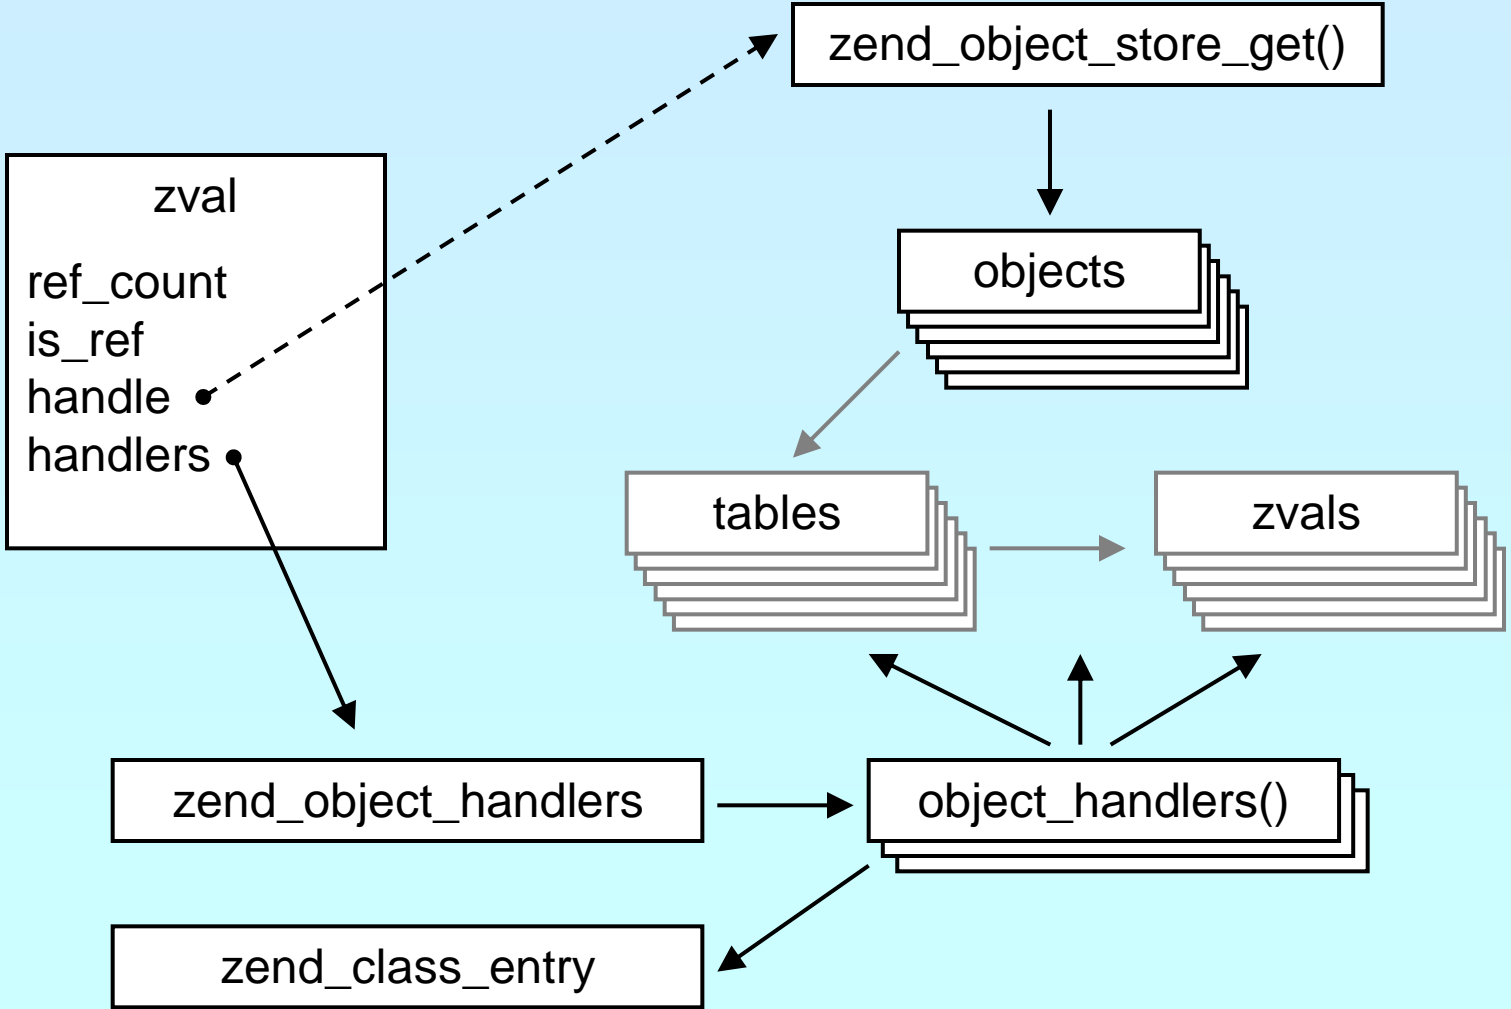 zend_object_store_get()
zval
ref_count
is_ref
handle
handlers
objects
tables
zvals
zend_object_handlers
object_handlers()
zend_class_entry